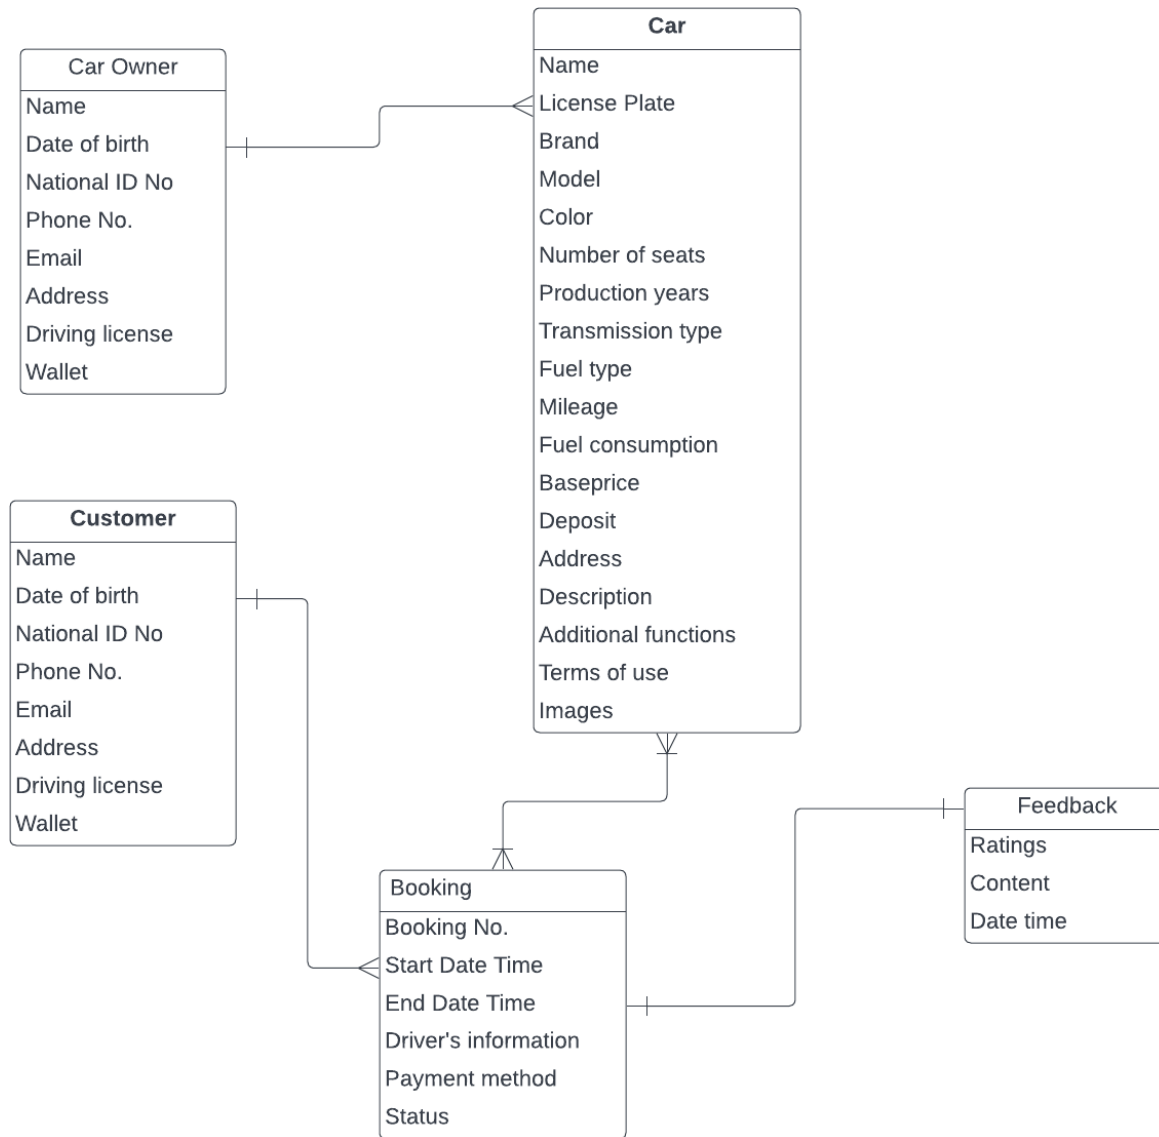 Car Owner
Name
Date of birth
National ID No
Phone No.
Email
Address
Driving license
Wallet
Car
Name
License Plate
Brand
Model
Color
Number of seats
Production years
Transmission type
Fuel type
Mileage
Fuel consumption
Baseprice
Deposit
Address
Description
Additional functions
Terms of use
Images
Customer
Name
Date of birth
National ID No
Phone No.
Email
Address
Driving license
Wallet
Booking
Booking No.
Start Date Time
End Date Time
Driver's information
Payment method
Status
Feedback
Ratings
Content
Date time